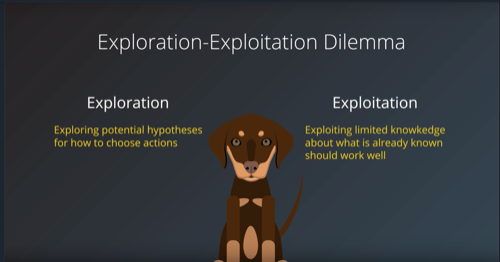 Exploration-Exploitation Dilemma
Exploration
Exploring potential hypotheses
for how to choose actions
Exploitation
Exploiting limited knowkedge
about what is already known
should work well